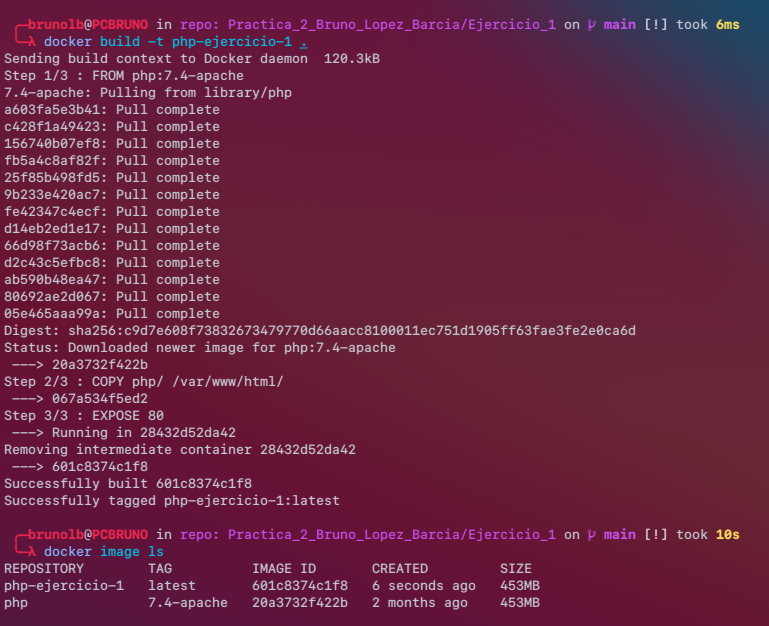 brunolb@PCBRUNO in repo: Practica_2_Bruno_Lopez_Barcia/Ejercicio_1 on main [!] took 6ms
λ docker build -t php-ejercicio-1 .
Sending build context to Docker daemon  120.3kB
Step 1/3 : FROM php:7.4-apache
7.4-apache: Pulling from library/php
a603fa5e3b41: Pull complete
c428f1a49423: Pull complete
156740b07ef8: Pull complete
fb5a4c8af82f: Pull complete
25f85b498fd5: Pull complete
9b233e420ac7: Pull complete
fe42347c4ecf: Pull complete
d14eb2ed1e17: Pull complete
66d98f73acb6: Pull complete
d2c43c5efbc8: Pull complete
ab590b48ea47: Pull complete
80692ae2d067: Pull complete
05e465aaa99a: Pull complete
Digest: sha256:c9d7e608f73832673479770d66aacc8100011ec751d1905ff63fae3fe2e0ca6d
Status: Downloaded newer image for php:7.4-apache
 ---> 20a3732f422b
Step 2/3 : COPY php/ /var/www/html/
 ---> 067a534f5ed2
Step 3/3 : EXPOSE 80
 ---> Running in 28432d52da42
Removing intermediate container 28432d52da42
 ---> 601c8374c1f8
Successfully built 601c8374c1f8
Successfully tagged php-ejercicio-1:latest
brunolb@PCBRUNO in repo: Practica_2_Bruno_Lopez_Barcia/Ejercicio_1 on main [!] took 10s
λ docker image ls
REPOSITORY        TAG          IMAGE ID       CREATED         SIZE
php-ejercicio-1   latest       601c8374c1f8   6 seconds ago   453MB
php               7.4-apache   20a3732f422b   2 months ago    453MB